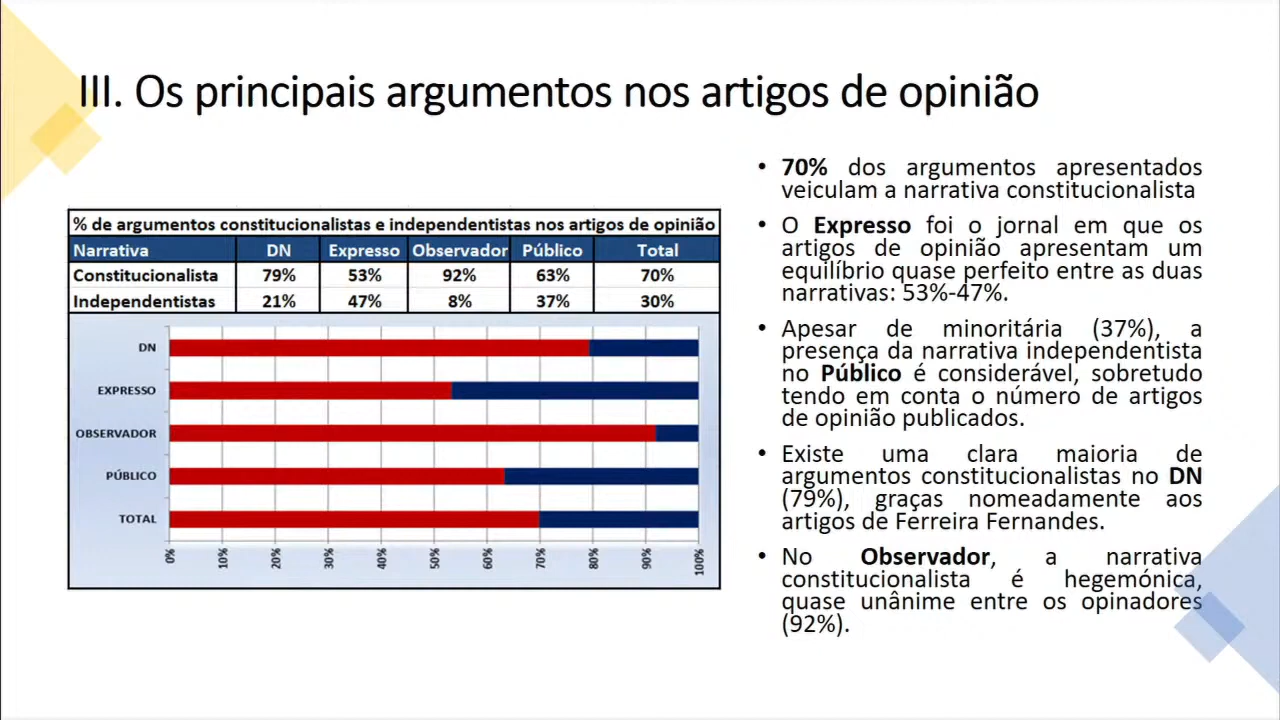 III. Os principais argumentos nos artigos de opinião
% de argumentos constitucionalistas e independentistas nos artigos de opinião
Narrativa DN Expresso Observador Público Total
Constitucionalista 79% 53% 92% 63% 70%
Independentistas 21% 47% 8% 37% 30%
DN
EXPRESSO
OBSERVADOR
PÚBLICO
TOTAL
0% 10% 20% 30% 40% 50% 60% 70% 80% 90% 100%
• 70% dos argumentos apresentados
veiculam a narrativa constitucionalista
• O Expresso foi o jornal em que os
artigos de opinião apresentam um
equilíbrio quase perfeito entre as duas
narrativas: 53%-47%.
• Apesar de minoritária (37%), a
presença da narrativa independentista
no Público é considerável, sobretudo
tendo em conta o número de artigos
de opinião publicados.
• Existe uma clara maioria de
argumentos constitucionalistas no DN
(79%), graças nomeadamente aos
artigos de Ferreira Fernandes.
• No Observador, a narrativa
constitucionalista é hegemónica,
quase unânime entre os opinadores
(92%).